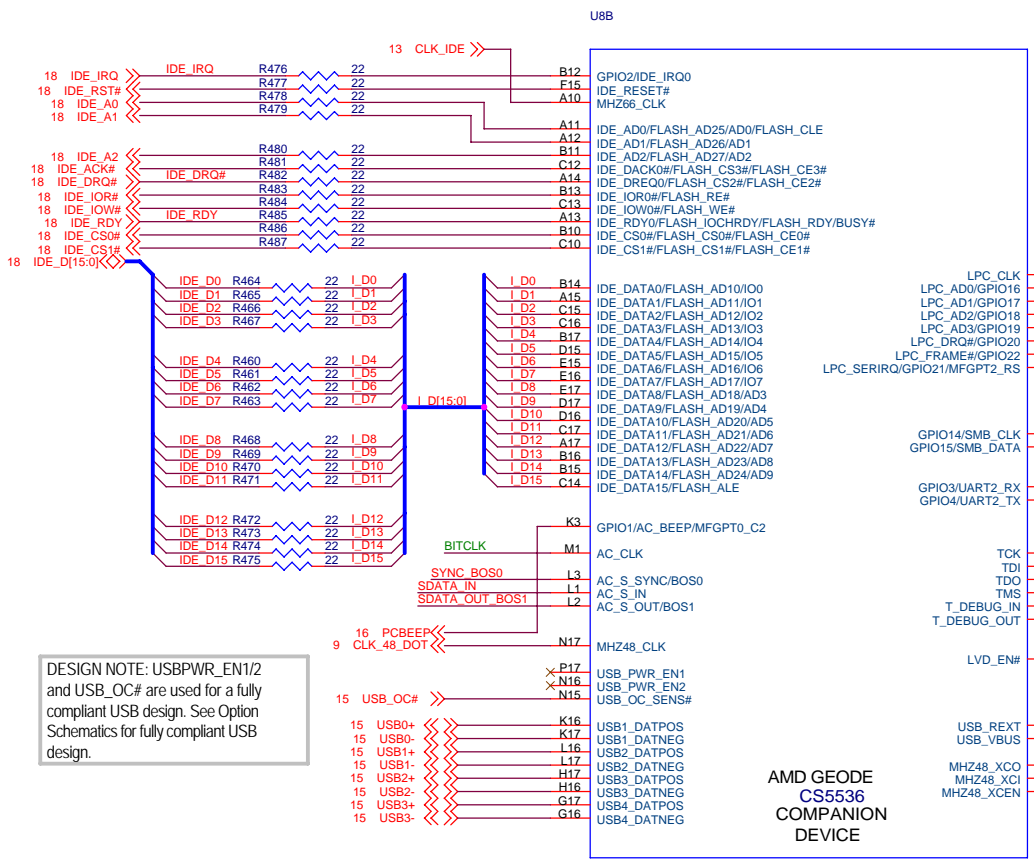 U8B
13 CLK_IDE
18 IDE_IRQ IDE_IRQ R476 22 B12 GPIO2/IDE_IRQ0
18 IDE_RST# R477 22 F15 IDE_RESET#
18 IDE_A0 R478 22 A10 MHZ66_CLK
18 IDE_A1 R479 22
A11 IDE_AD0/FLASH_AD25/AD0/FLASH_CLE
A12 IDE_AD1/FLASH_AD26/AD1
18 IDE_A2 R480 22 B11 IDE_AD2/FLASH_AD27/AD2
18 IDE_ACK# R481 22 C12 IDE_DACK0#/FLASH_CS3#/FLASH_CE3#
18 IDE_DRQ# IDE_DRQ# R482 22 A14 IDE_DREQ0/FLASH_CS2#/FLASH_CE2#
18 IDE_IOR# R483 22 B13 IDE_IOR0#/FLASH_RE#
18 IDE_IOW# R484 22 C13 IDE_IOW0#/FLASH_WE#
18 IDE_RDY IDE_RDY R485 22 A13 IDE_RDY0/FLASH_IOCHRDY/FLASH_RDY/BUSY#
18 IDE_CS0# R486 22 B10 IDE_CS0#/FLASH_CS0#/FLASH_CE0#
18 IDE_CS1# R487 22 C10 IDE_CS1#/FLASH_CS1#/FLASH_CE1#
18 IDE_D[15:0]
IDE_D0 R464 22 I_D0
IDE_D1 R465 22 I_D1
IDE_D2 R466 22 I_D2
IDE_D3 R467 22 I_D3
IDE_D4 R460 22 I_D4
IDE_D5 R461 22 I_D5
IDE_D6 R462 22 I_D6
IDE_D7 R463 22 I_D7
IDE_D8 R468 22 I_D8
IDE_D9 R469 22 I_D9
IDE_D10 R470 22 I_D10
IDE_D11 R471 22 I_D11
IDE_D12 R472 22 I_D12
IDE_D13 R473 22 I_D13
IDE_D14 R474 22 I_D14
IDE_D15 R475 22 I_D15
I_D[15:0]
I_D0 B14 IDE_DATA0/FLASH_AD10/IO0
I_D1 A15 IDE_DATA1/FLASH_AD11/IO1
I_D2 C15 IDE_DATA2/FLASH_AD12/IO2
I_D3 C16 IDE_DATA3/FLASH_AD13/IO3
I_D4 B17 IDE_DATA4/FLASH_AD14/IO4
I_D5 D15 IDE_DATA5/FLASH_AD15/IO5
I_D6 E15 IDE_DATA6/FLASH_AD16/IO6
I_D7 E16 IDE_DATA7/FLASH_AD17/IO7
I_D8 E17 IDE_DATA8/FLASH_AD18/AD3
I_D9 D17 IDE_DATA9/FLASH_AD19/AD4
I_D10 D16 IDE_DATA10/FLASH_AD20/AD5
I_D11 C17 IDE_DATA11/FLASH_AD21/AD6
I_D12 A17 IDE_DATA12/FLASH_AD22/AD7
I_D13 B16 IDE_DATA13/FLASH_AD23/AD8
I_D14 B15 IDE_DATA14/FLASH_AD24/AD9
I_D15 C14 IDE_DATA15/FLASH_ALE
K3 GPIO1/AC_BEEP/MFGPT0_C2
BITCLK M1 AC_CLK
SYNC_BOS0 L3 AC_S_SYNC/BOS0
SDATA_IN L1 AC_S_IN
SDATA_OUT_BOS1 L2 AC_S_OUT/BOS1
16 PCBEEP
9 CLK_48_DOT N17 MHZ48_CLK
P17 USB_PWR_EN1
N16 USB_PWR_EN2
15 USB_OC# N15 USB_OC_SENS#
15 USB0+ K16 USB1_DATPOS
15 USB0- K17 USB1_DATNEG
15 USB1+ L16 USB2_DATPOS
15 USB1- L17 USB2_DATNEG
15 USB2+ H17 USB3_DATPOS
15 USB2- H16 USB3_DATNEG
15 USB3+ G17 USB4_DATPOS
15 USB3- G16 USB4_DATNEG
DESIGN NOTE: USBPWR_EN1/2
and USB_OC# are used for a fully
compliant USB design. See Option
Schematics for fully compliant USB
design.
LPC_CLK
LPC_AD0/GPIO16
LPC_AD1/GPIO17
LPC_AD2/GPIO18
LPC_AD3/GPIO19
LPC_DRQ#/GPIO20
LPC_FRAME#/GPIO22
LPC_SERIRQ/GPIO21/MFGPT2_RS
GPIO14/SMB_CLK
GPIO15/SMB_DATA
GPIO3/UART2_RX
GPIO4/UART2_TX
TCK
TDI
TDO
TMS
T_DEBUG_IN
T_DEBUG_OUT
LVD_EN#
USB_REXT
USB_VBUS
MHZ48_XCO
MHZ48_XCI
MHZ48_XCEN
AMD GEODE
CS5536
COMPANION
DEVICE